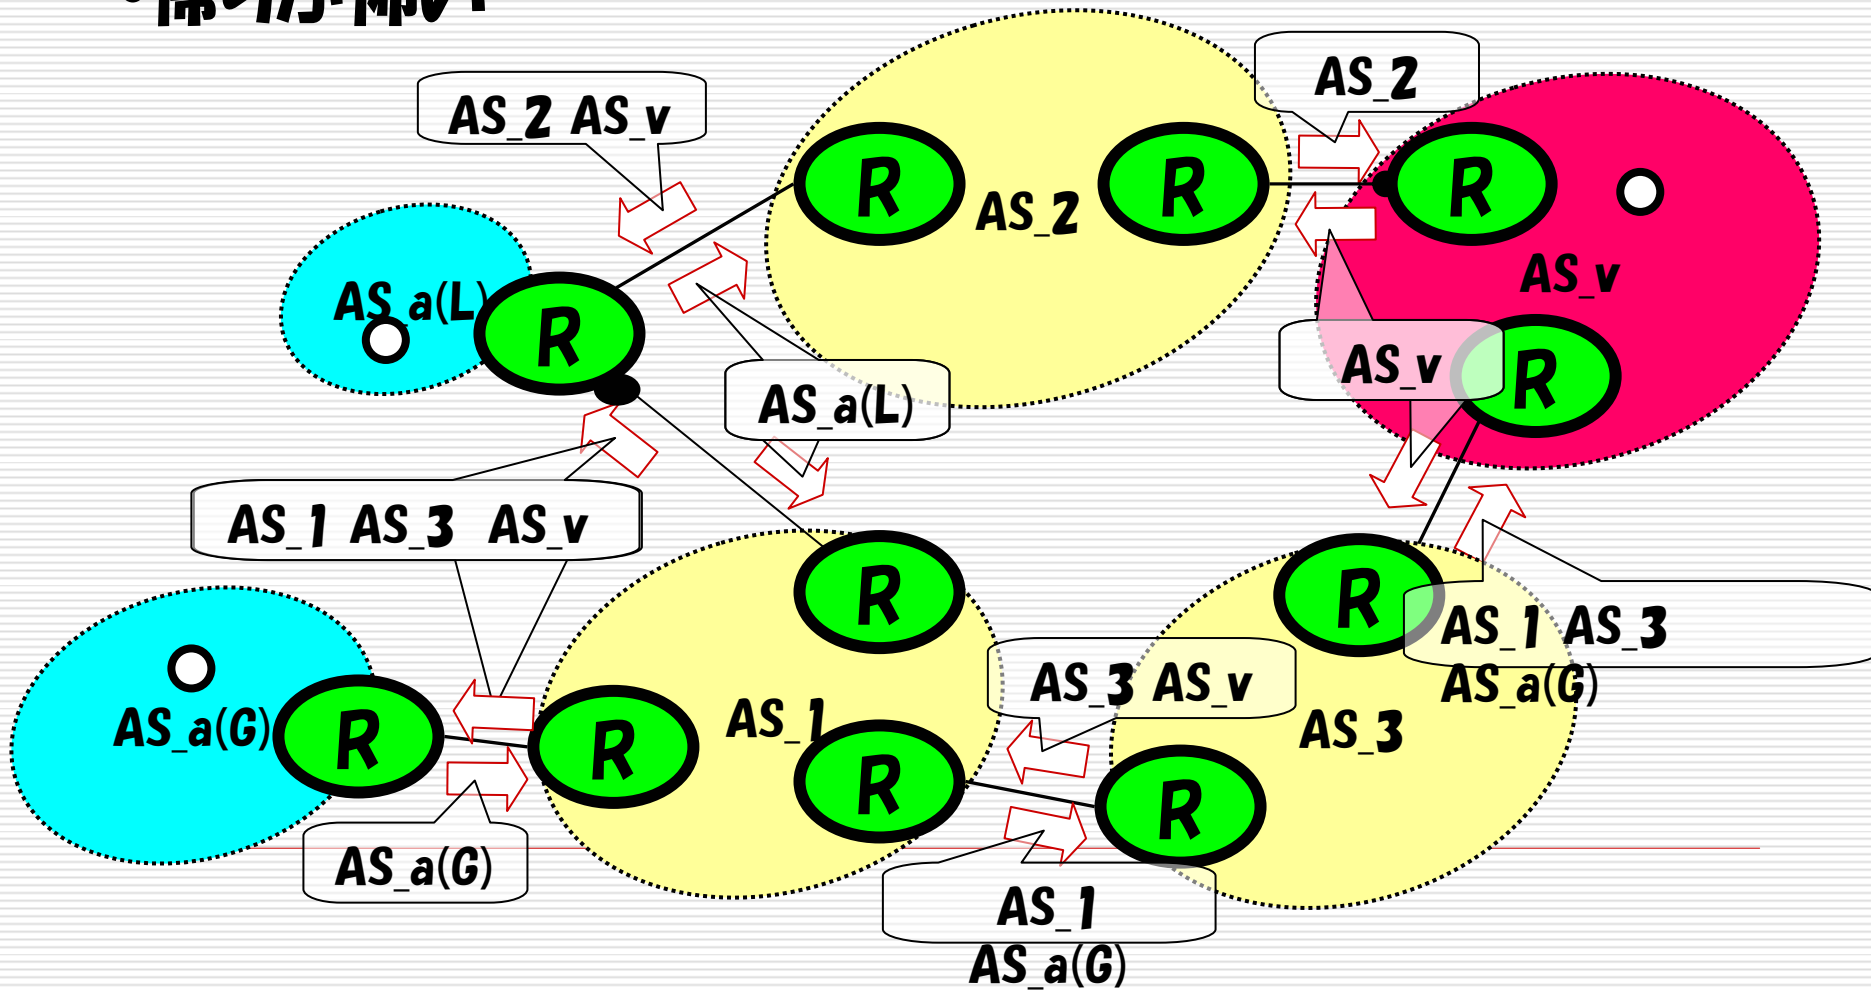 AS_2
AS_2 AS_v
R
R
R
AS_2
AS_v
AS_a(L)
R
AS_v
R
AS_a(L)
AS_1 AS_3 AS_v
R
R
AS_1 AS_3
AS_a(G)
AS_3 AS_v
AS_a(G)
R
R
AS_1
R
AS_3
R
AS_a(G)
AS_1
AS_a(G)